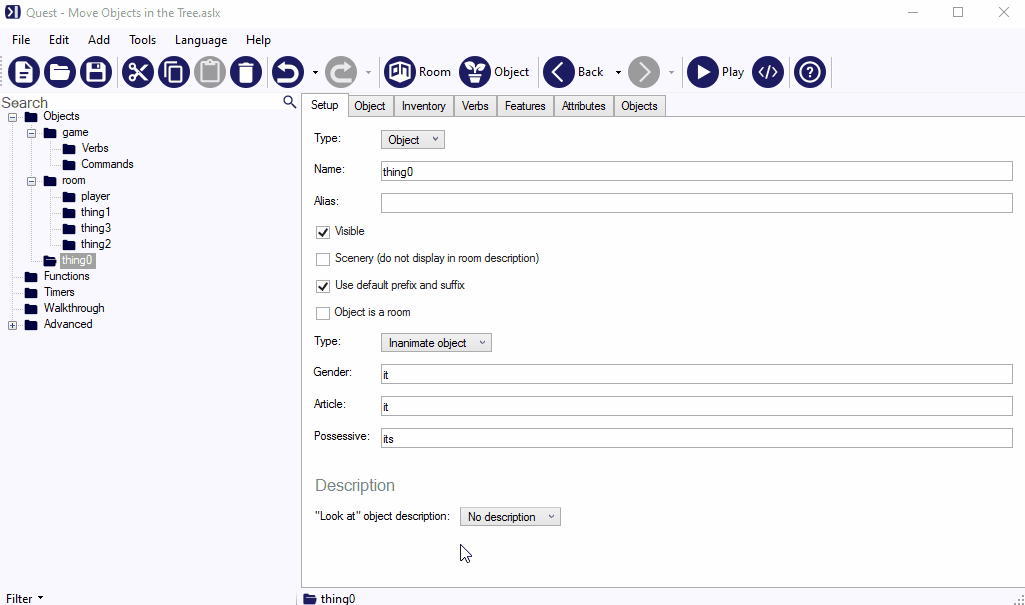 Quest - Move Objects in the Tree.aslx
File Edit Add Tools Language Help
Room Object Back Play
Search
Objects
game
Verbs
Commands
room
player
thing1
thing3
thing2
thing0
Functions
Timers
Walkthrough
Advanced
Filter
Setup Object Inventory Verbs Features Attributes Objects
Type: Object
Name: thing0
Alias:
Visible
Scenery (do not display in room description)
Use default prefix and suffix
Object is a room
Type: Inanimate object
Gender: it
Article: it
Possessive: its
Description
"Look at" object description: No description
thing0